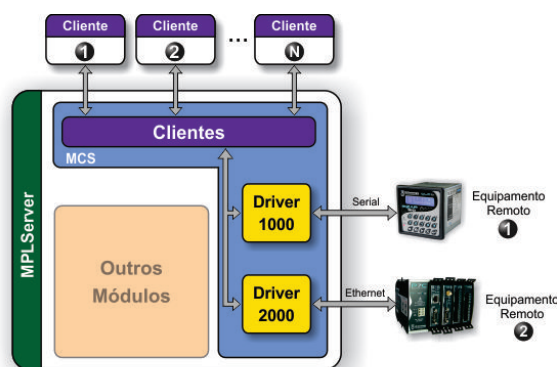 Cliente
1
Cliente
2
...
Cliente
N
Clientes
MCS
MPLServer
Driver
1000
Serial
Equipamento
Remoto
1
Outros
Módulos
Driver
2000
Ethernet
Equipamento
Remoto
2